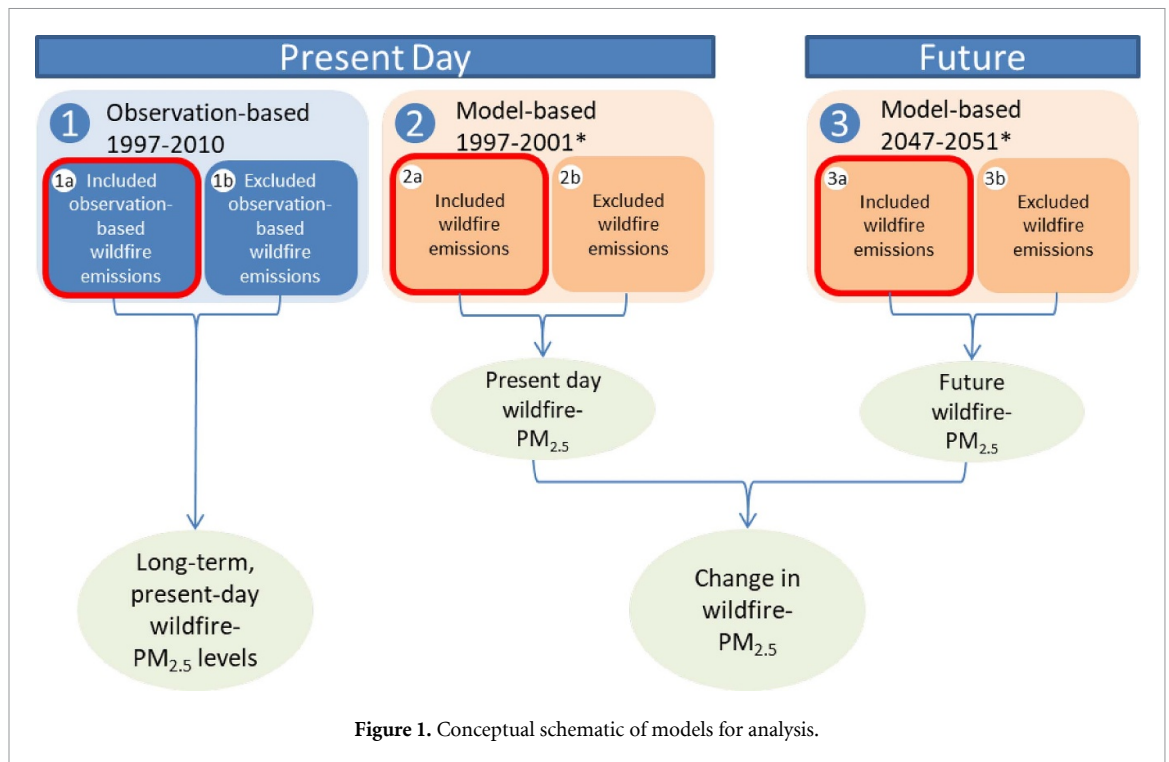 Present Day
Future
1
Observation-based
1997-2010
1a
Included
observation-
based
wildfire
emissions
1b
Excluded
observation-
based
wildfire
emissions
2
Model-based
1997-2001*
2a
Included
wildfire
emissions
2b
Excluded
wildfire
emissions
3
Model-based
2047-2051*
3a
Included
wildfire
emissions
3b
Excluded
wildfire
emissions
Present day
wildfire-
PM2.5
Future
wildfire-
PM2.5
Long-term,
present-day
wildfire-
PM2.5 levels
Change in
wildfire-
PM2.5
Figure 1. Conceptual schematic of models for analysis.